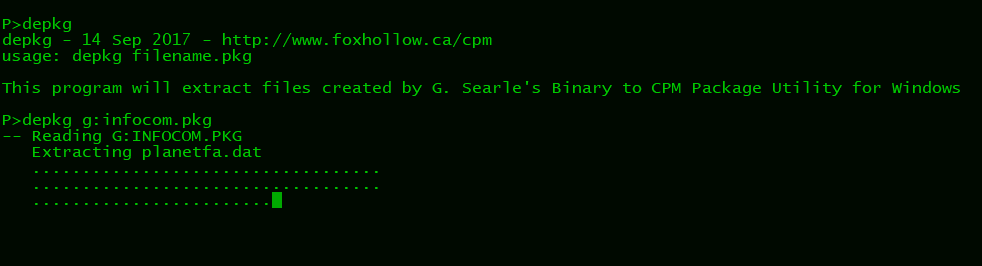 P>depkg
depkg - 14 Sep 2017 - http://www.foxhollow.ca/cpm
usage: depkg filename.pkg
This program will extract files created by G. Searle's Binary to CPM Package Utility for Windows
P>depkg g:infocom.pkg
-- Reading G:INFOCOM.PKG
Extracting planetfa.dat
...................................
...................................
........................